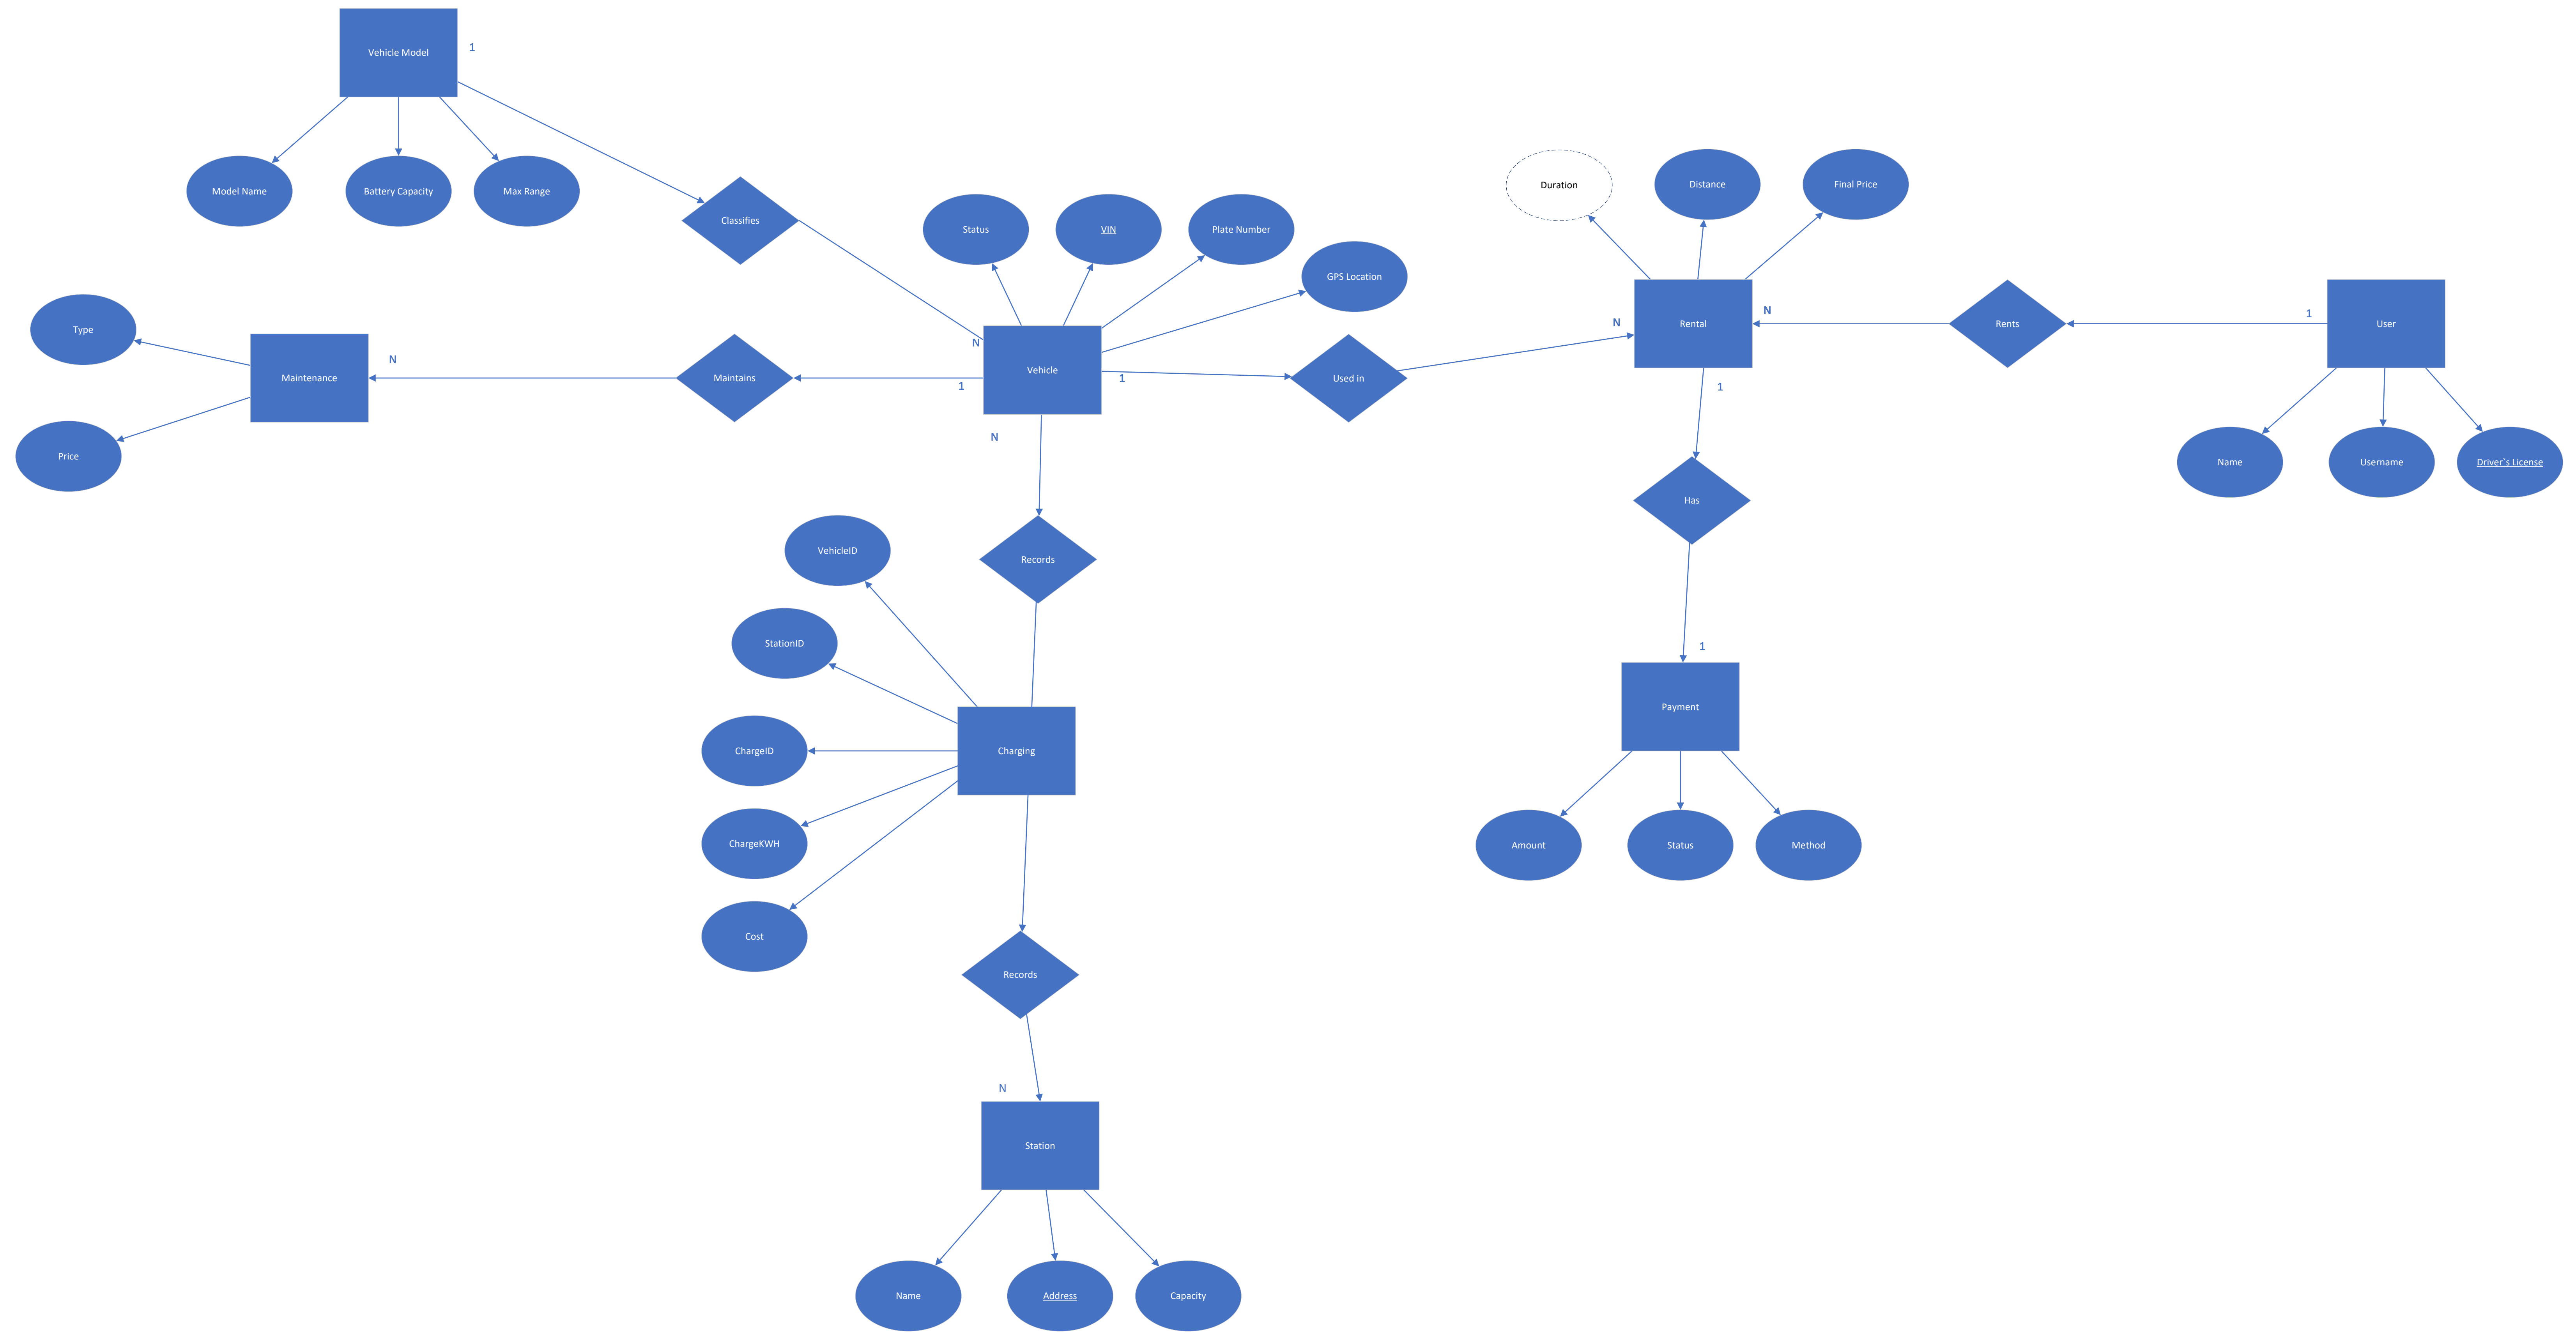 Vehicle Model
1
Model Name
Battery Capacity
Max Range
Classifies
Status
VIN
Plate Number
GPS Location
Duration
Distance
Final Price
Type
Maintenance
N
Maintains
N
1
Vehicle
1
Used in
N
Rental
N
Rents
1
User
Price
N
1
Has
Name
Username
Driver`s License
VehicleID
Records
StationID
1
Payment
ChargeID
Charging
ChargeKWH
Amount
Status
Method
Cost
Records
N
Station
Name
Address
Capacity